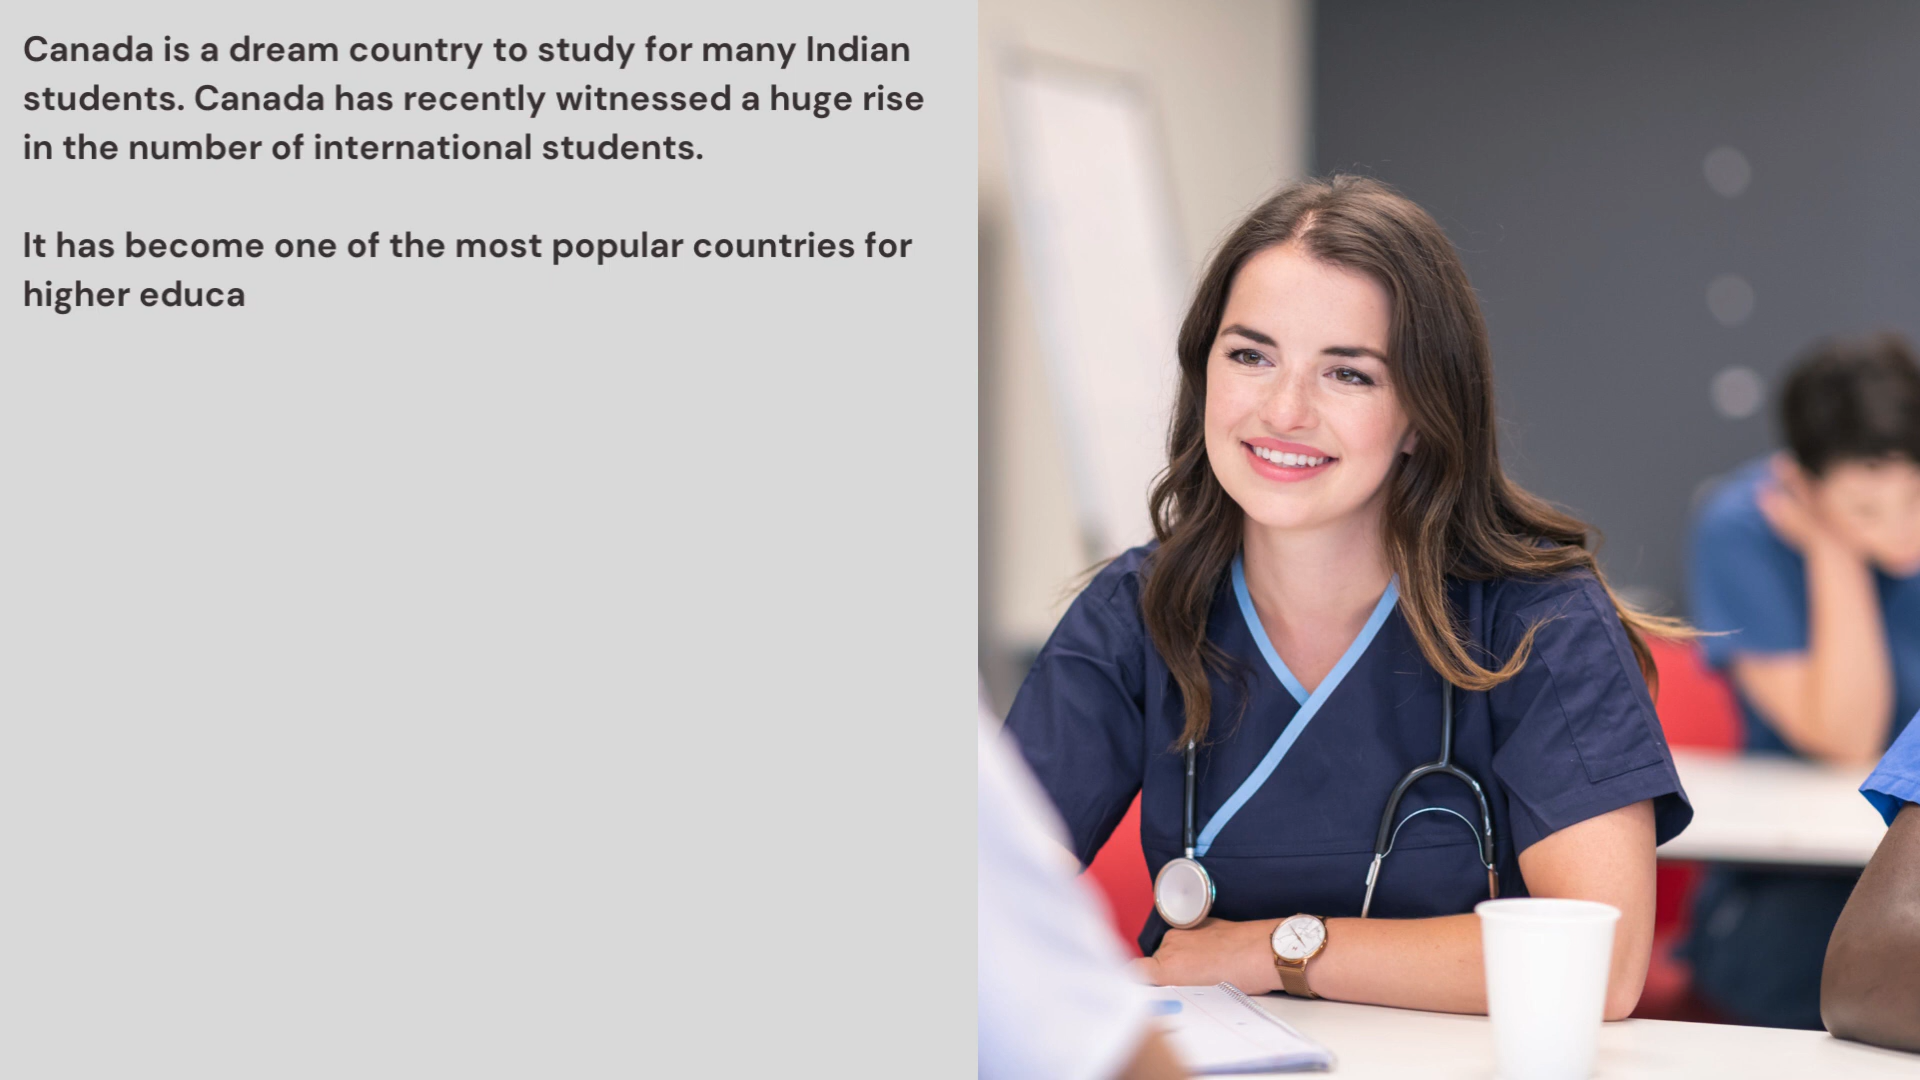 Canada is a dream country to study for many Indian
students. Canada has recently witnessed a huge rise
in the number of international students.
It has become one of the most popular countries for
higher educa